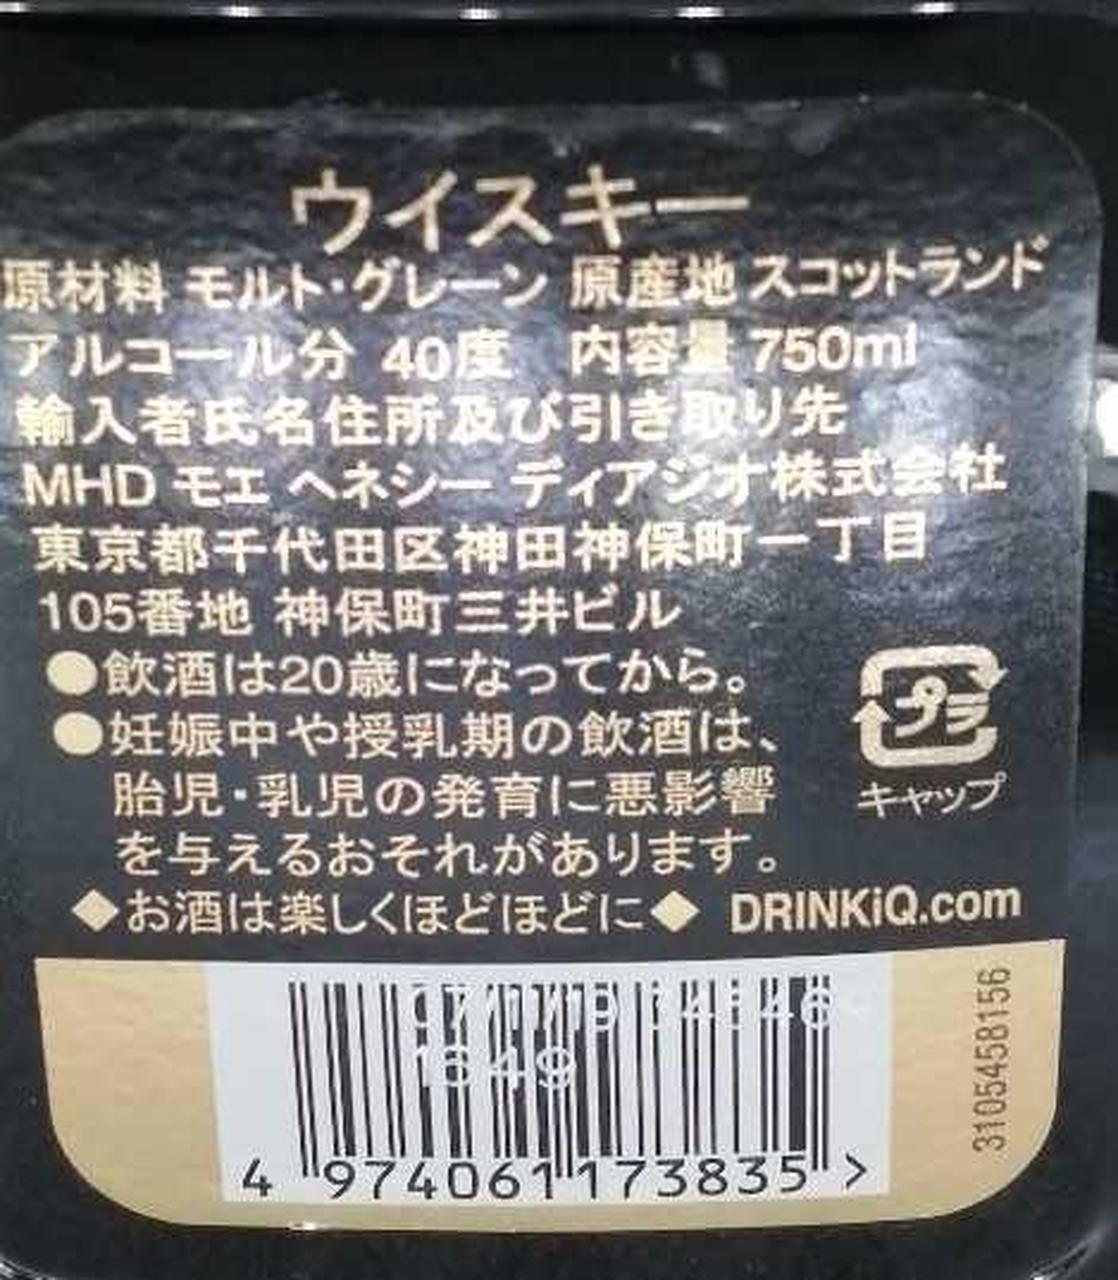 ウイスキー
原材料 モルト・グレーン 原産地 スコットランド
アルコール分 40度 内容量 750ml
輸入者氏名住所及び引き取り先
MHD モエ ヘネシー ディアジオ株式会社
東京都千代田区神田神保町一丁目
105番地 神保町三井ビル
●飲酒は20歳になってから。
●妊娠中や授乳期の飲酒は、
胎児・乳児の発育に悪影響
を与えるおそれがあります。
プラ
キャップ
◆お酒は楽しくほどほどに◆ DRINKiQ.com
4 974061 173835 >
3105458156